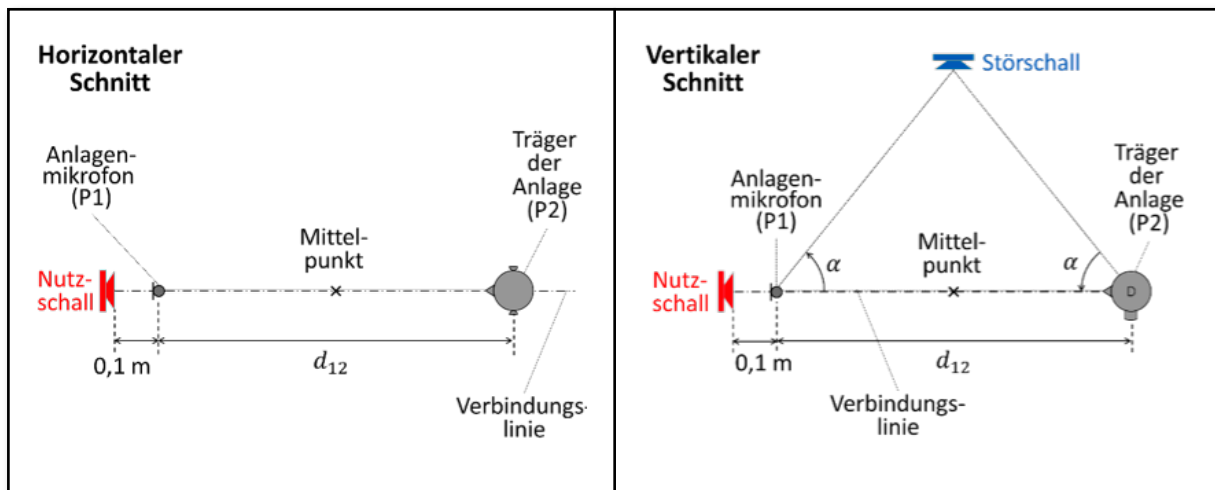 Horizontaler
Schnitt
Anlagen-
mikrofon
(P1)
Träger
der
Anlage
(P2)
Mittel-
punkt
Nutz-
schall
0,1 m
d₁₂
Verbindungs-
linie
Vertikaler
Schnitt
Störschall
Anlagen-
mikrofon
(P1)
Träger
der
Anlage
(P2)
Mittel-
punkt
α
α
Nutz-
schall
D
0,1 m
d₁₂
Verbindungs-
linie